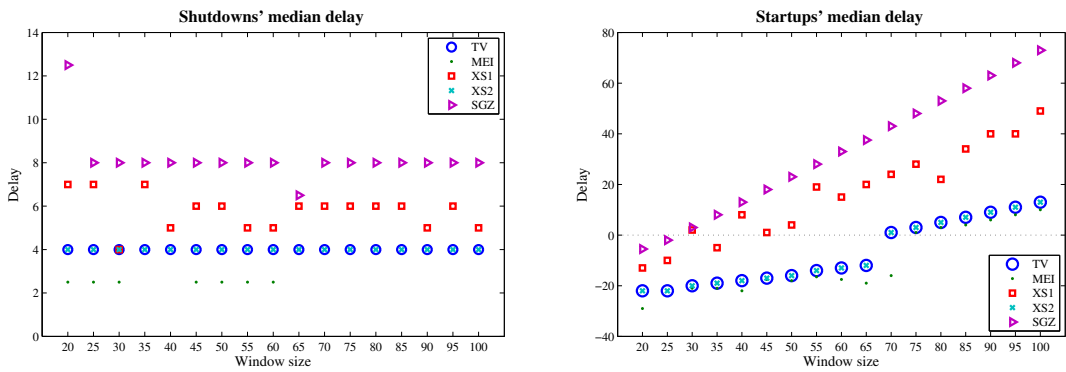 Shutdowns' median delay
14
12
10
8
6
4
2
0
Delay
TV
MEI
XS1
XS2
SGZ
20 25 30 35 40 45 50 55 60 65 70 75 80 85 90 95 100
Window size
Startups' median delay
80
60
40
20
0
−20
−40
Delay
TV
MEI
XS1
XS2
SGZ
20 25 30 35 40 45 50 55 60 65 70 75 80 85 90 95 100
Window size